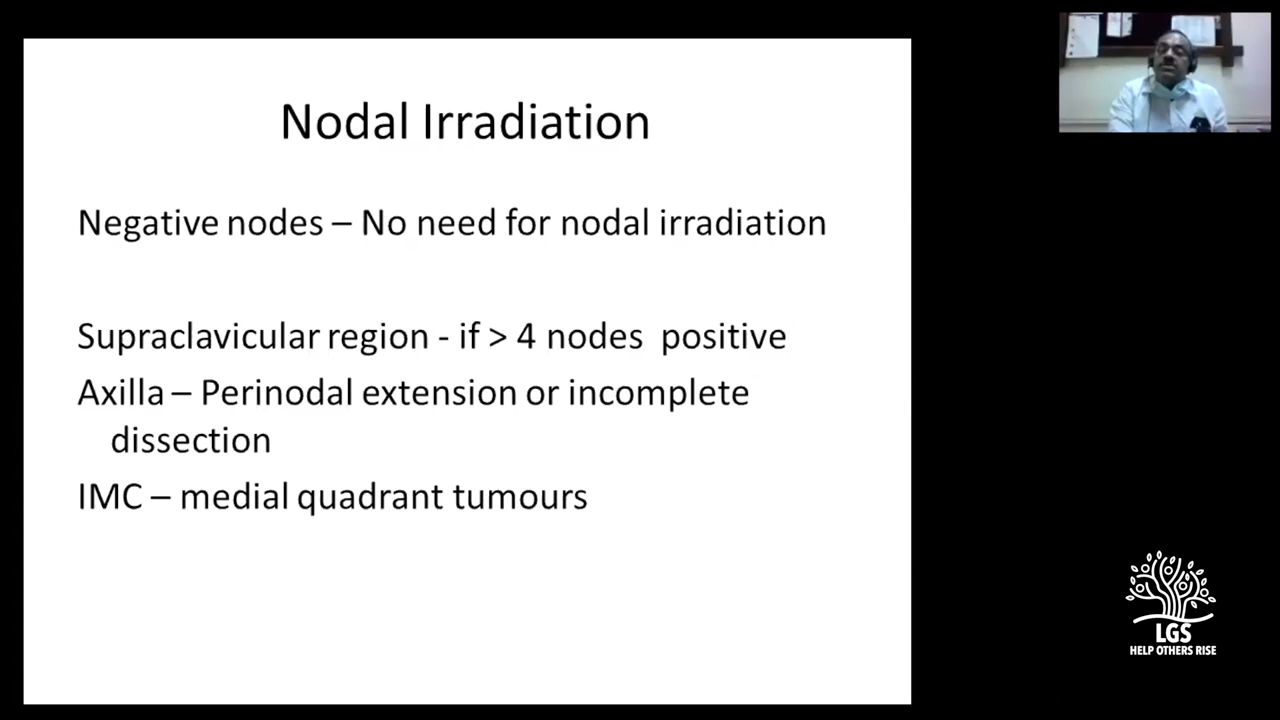 Nodal Irradiation
Negative nodes – No need for nodal irradiation
Supraclavicular region - if > 4 nodes positive
Axilla – Perinodal extension or incomplete
dissection
IMC – medial quadrant tumours
LGS
HELP OTHERS RISE